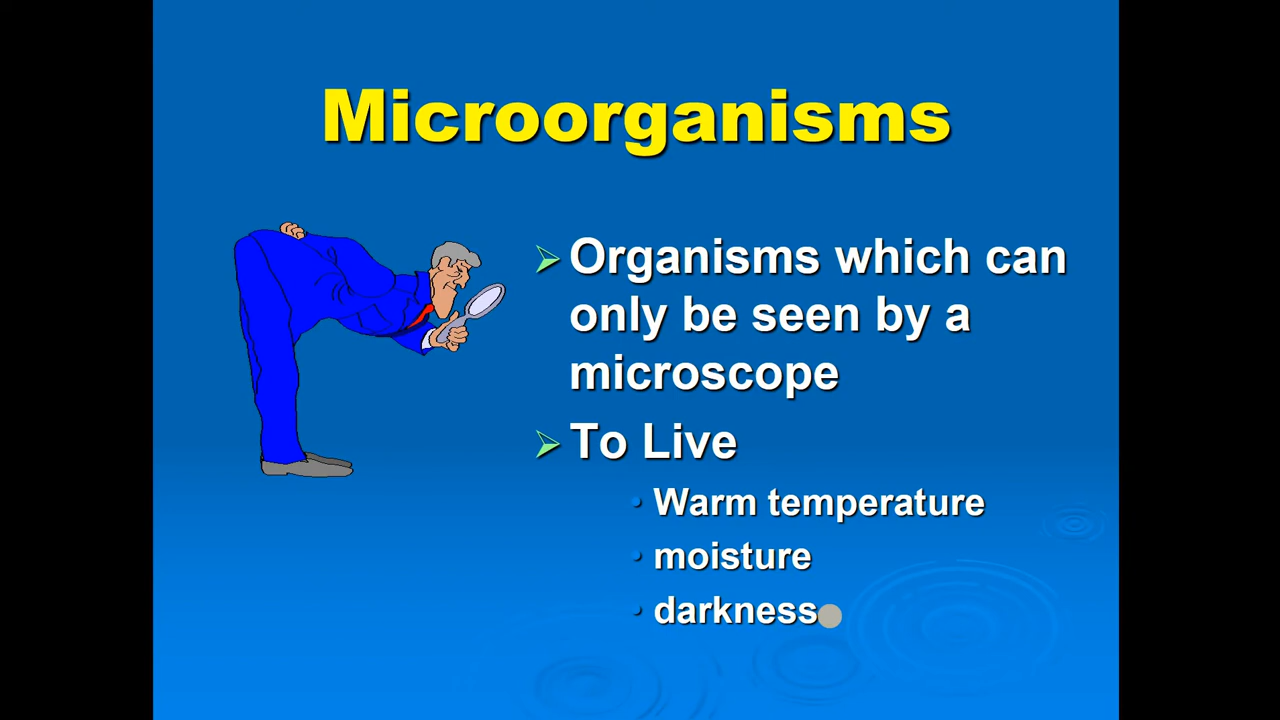 Microorganisms
Organisms which can
only be seen by a
microscope
To Live
Warm temperature
moisture
darkness